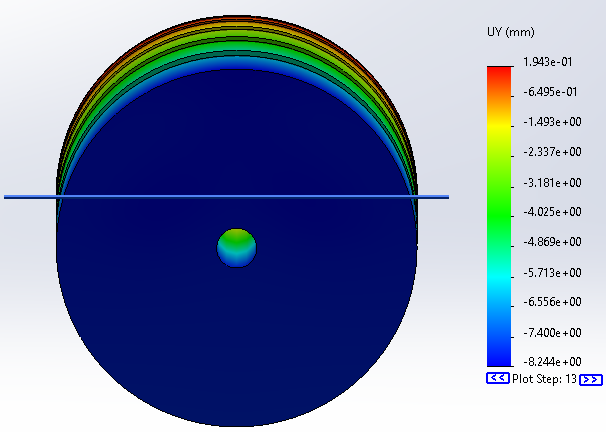 UY (mm)
1.943e-01
-6.495e-01
-1.493e+00
-2.337e+00
-3.181e+00
-4.025e+00
-4.869e+00
-5.713e+00
-6.556e+00
-7.400e+00
-8.244e+00
<< Plot Step: 13 >>